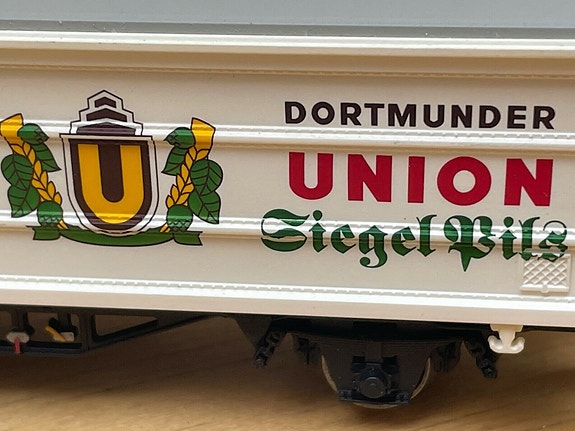 U
DORTMUNDER
UNION
Siegel Pils